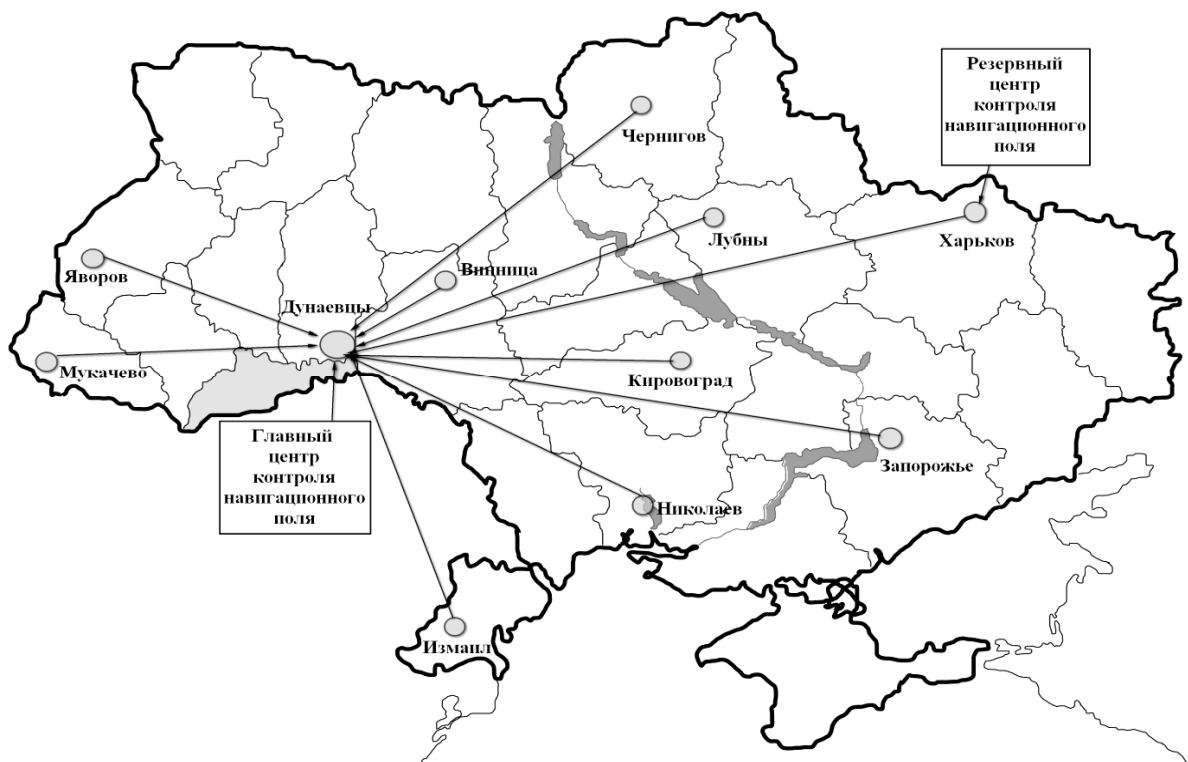 Резервный
центр
контроля
навигационного
поля
Чернигов
Лубны
Харьков
Яворов
Винница
Дунаевцы
Мукачево
Кировоград
Главный
центр
контроля
навигационного
поля
Запорожье
Николаев
Измаил